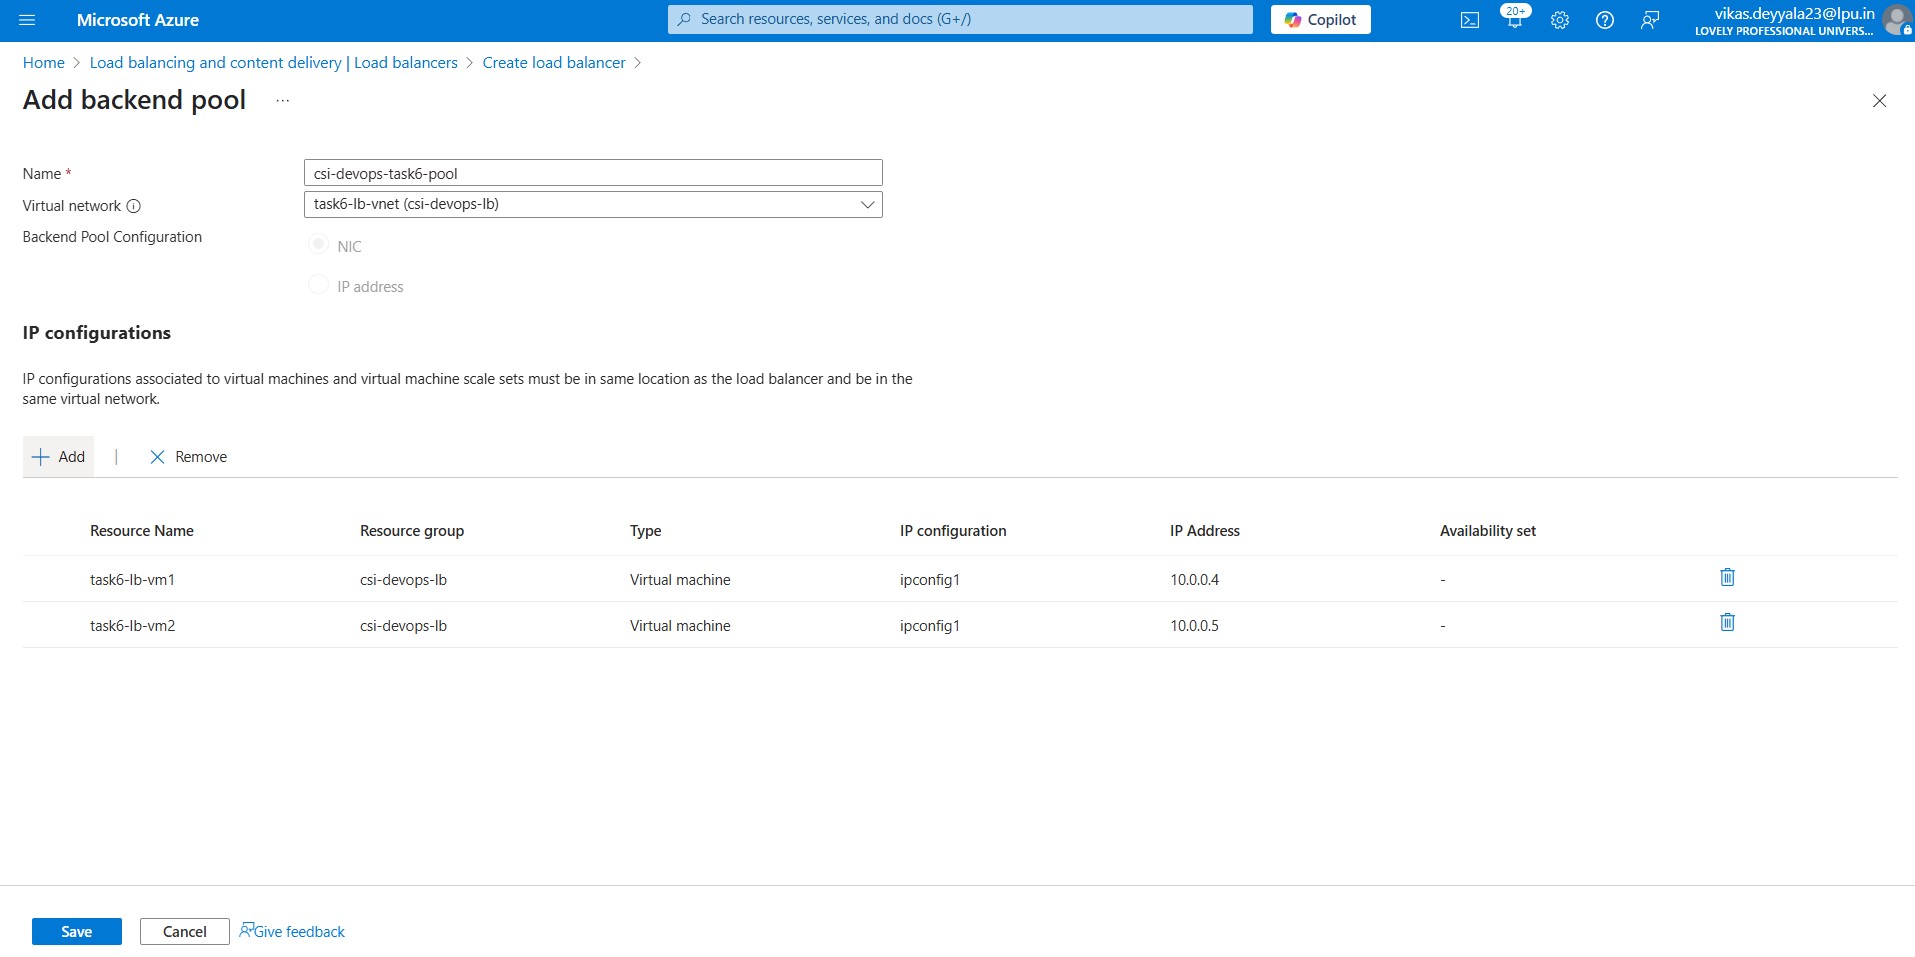 Microsoft Azure
Search resources, services, and docs (G+/)
Copilot
20+
vikas.deyyala23@lpu.in
LOVELY PROFESSIONAL UNIVERS...
Home > Load balancing and content delivery | Load balancers > Create load balancer >
Add backend pool ...
Name *
csi-devops-task6-pool
Virtual network
task6-lb-vnet (csi-devops-lb)
Backend Pool Configuration
NIC
IP address
IP configurations
IP configurations associated to virtual machines and virtual machine scale sets must be in same location as the load balancer and be in the
same virtual network.
+ Add | Remove
Resource Name Resource group Type IP configuration IP Address Availability set
task6-lb-vm1 csi-devops-lb Virtual machine ipconfig1 10.0.0.4 -
task6-lb-vm2 csi-devops-lb Virtual machine ipconfig1 10.0.0.5 -
Save Cancel Give feedback